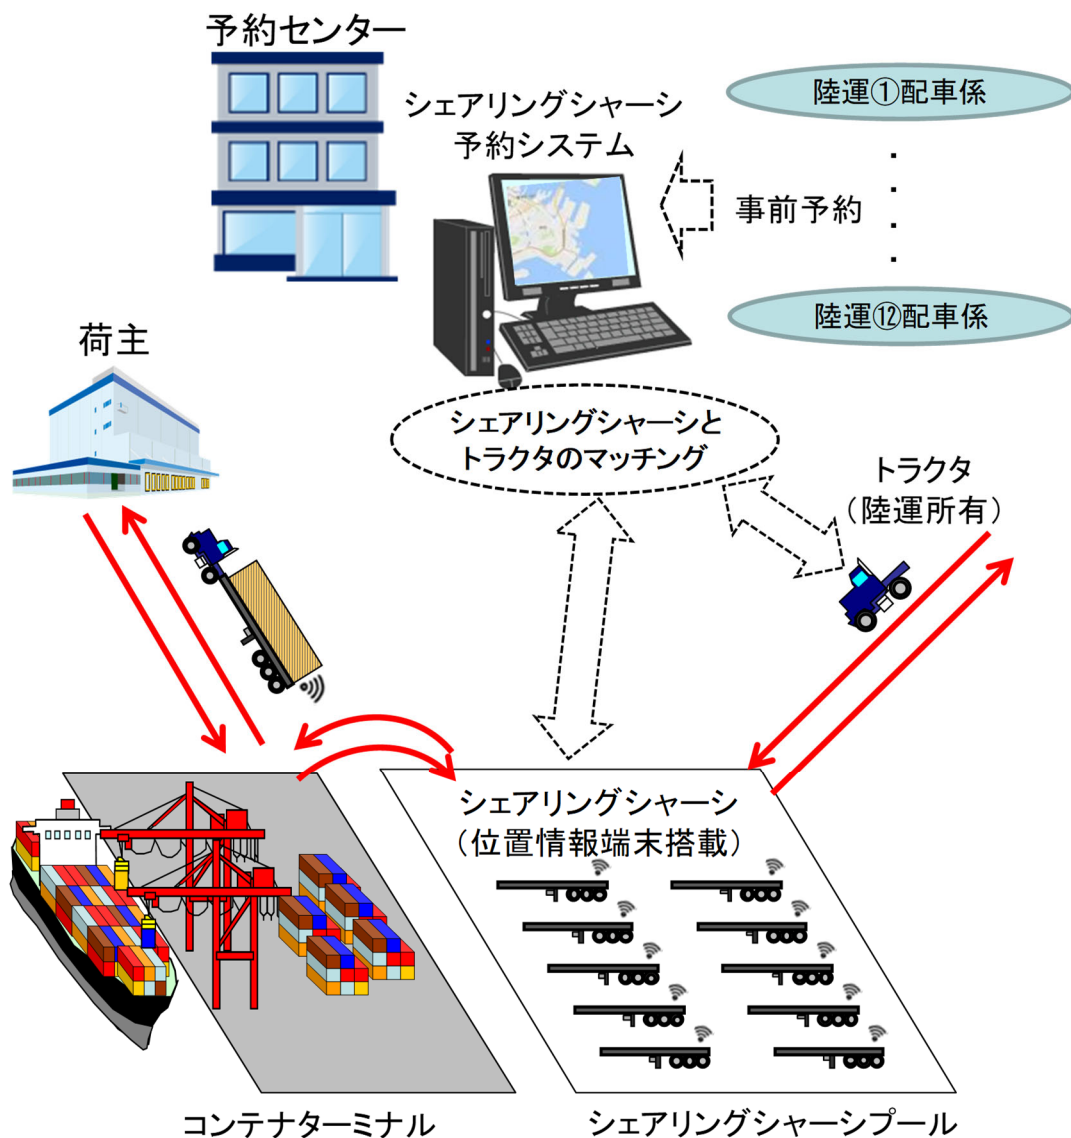 予約センター
シェアリングシャーシ
予約システム
陸運①配車係
事前予約
陸運⑫配車係
荷主
シェアリングシャーシと
トラクタのマッチング
トラクタ
（陸運所有）
シェアリングシャーシ
（位置情報端末搭載）
コンテナターミナル
シェアリングシャーシプール